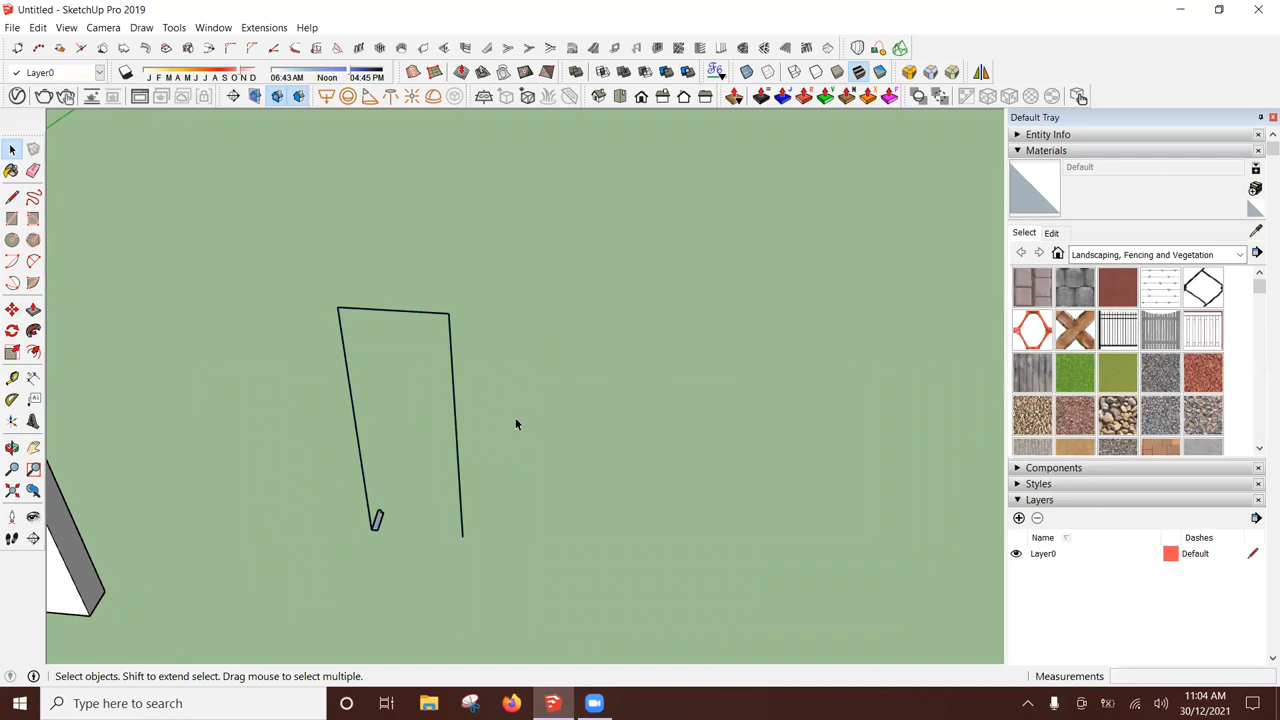 Untitled - SketchUp Pro 2019
File Edit View Camera Draw Tools Window Extensions Help
Layer0
J F M A M J J A S O N D
06:43 AM Noon 04:45 PM
Default Tray
Entity Info
Materials
Default
Select Edit
Landscaping, Fencing and Vegetation
Components
Styles
Layers
Name Dashes
Layer0 Default
Select objects. Shift to extend select. Drag mouse to select multiple.
Measurements
Type here to search
11:04 AM
30/12/2021